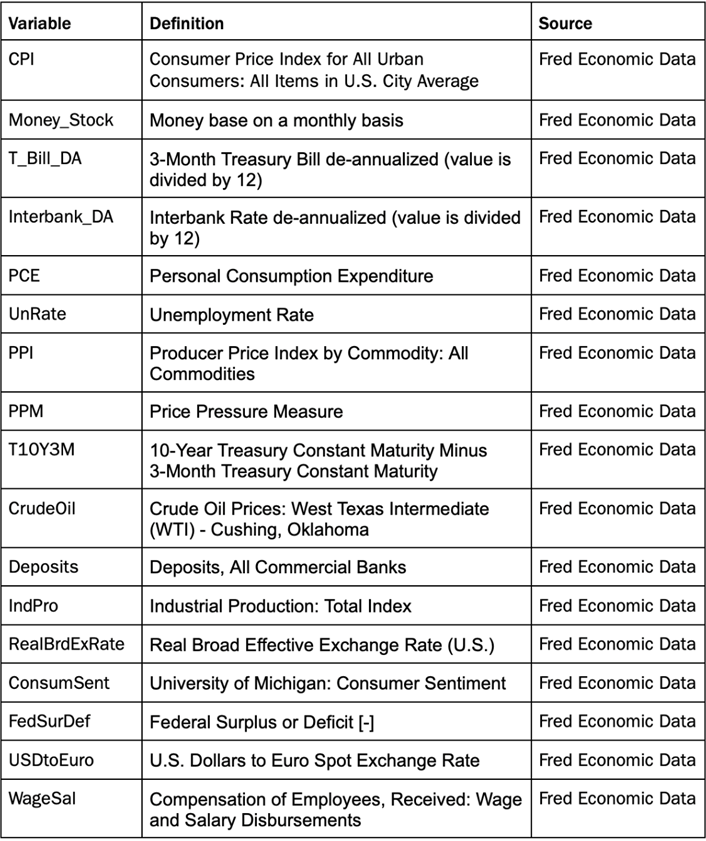 Variable Definition Source
CPI Consumer Price Index for All Urban Fred Economic Data
Consumers: All Items in U.S. City Average
Money_Stock Money base on a monthly basis Fred Economic Data
T_Bill_DA 3-Month Treasury Bill de-annualized (value is Fred Economic Data
divided by 12)
Interbank_DA Interbank Rate de-annualized (value is divided Fred Economic Data
by 12)
PCE Personal Consumption Expenditure Fred Economic Data
UnRate Unemployment Rate Fred Economic Data
PPI Producer Price Index by Commodity: All Fred Economic Data
Commodities
PPM Price Pressure Measure Fred Economic Data
T10Y3M 10-Year Treasury Constant Maturity Minus Fred Economic Data
3-Month Treasury Constant Maturity
CrudeOil Crude Oil Prices: West Texas Intermediate Fred Economic Data
(WTI) - Cushing, Oklahoma
Deposits Deposits, All Commercial Banks Fred Economic Data
IndPro Industrial Production: Total Index Fred Economic Data
RealBrdExRate Real Broad Effective Exchange Rate (U.S.) Fred Economic Data
ConsumSent University of Michigan: Consumer Sentiment Fred Economic Data
FedSurDef Federal Surplus or Deficit [-] Fred Economic Data
USDtoEuro U.S. Dollars to Euro Spot Exchange Rate Fred Economic Data
WageSal Compensation of Employees, Received: Wage Fred Economic Data
and Salary Disbursements